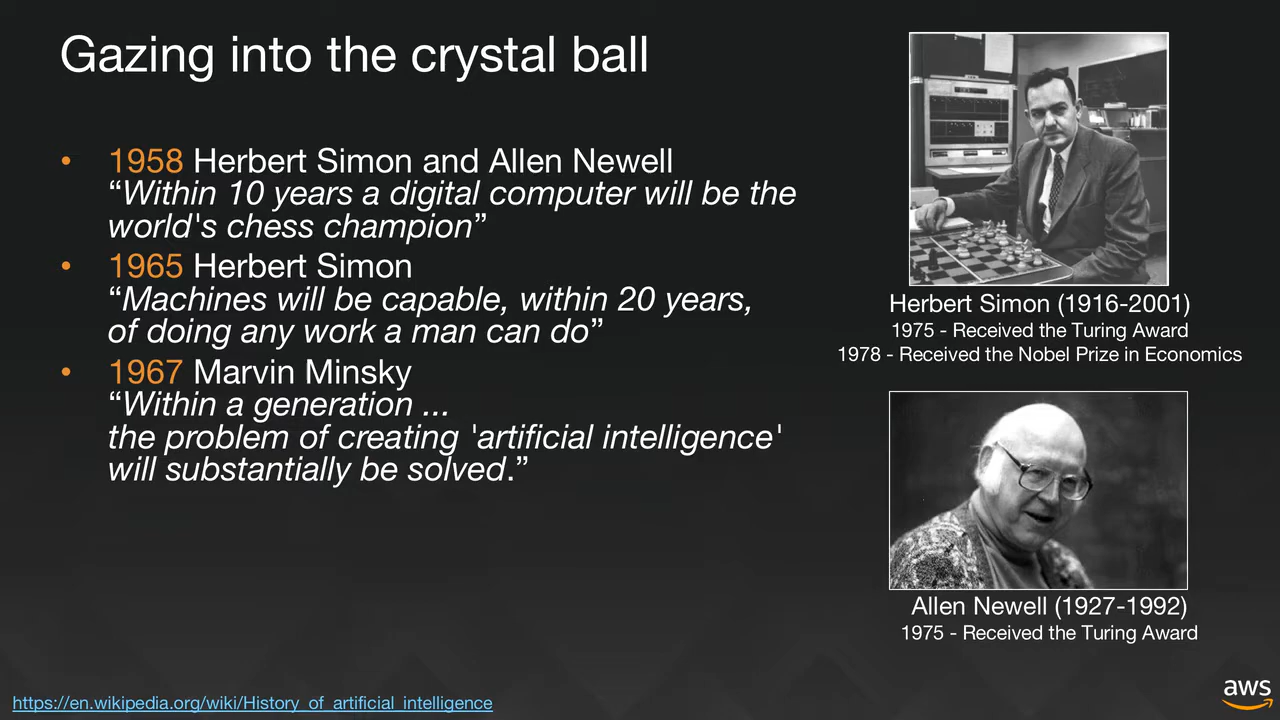 Gazing into the crystal ball
• 1958 Herbert Simon and Allen Newell
“Within 10 years a digital computer will be the
world's chess champion”
• 1965 Herbert Simon
“Machines will be capable, within 20 years,
of doing any work a man can do”
• 1967 Marvin Minsky
“Within a generation ...
the problem of creating 'artificial intelligence'
will substantially be solved.”
Herbert Simon (1916-2001)
1975 - Received the Turing Award
1978 - Received the Nobel Prize in Economics
Allen Newell (1927-1992)
1975 - Received the Turing Award
https://en.wikipedia.org/wiki/History_of_artificial_intelligence
aws